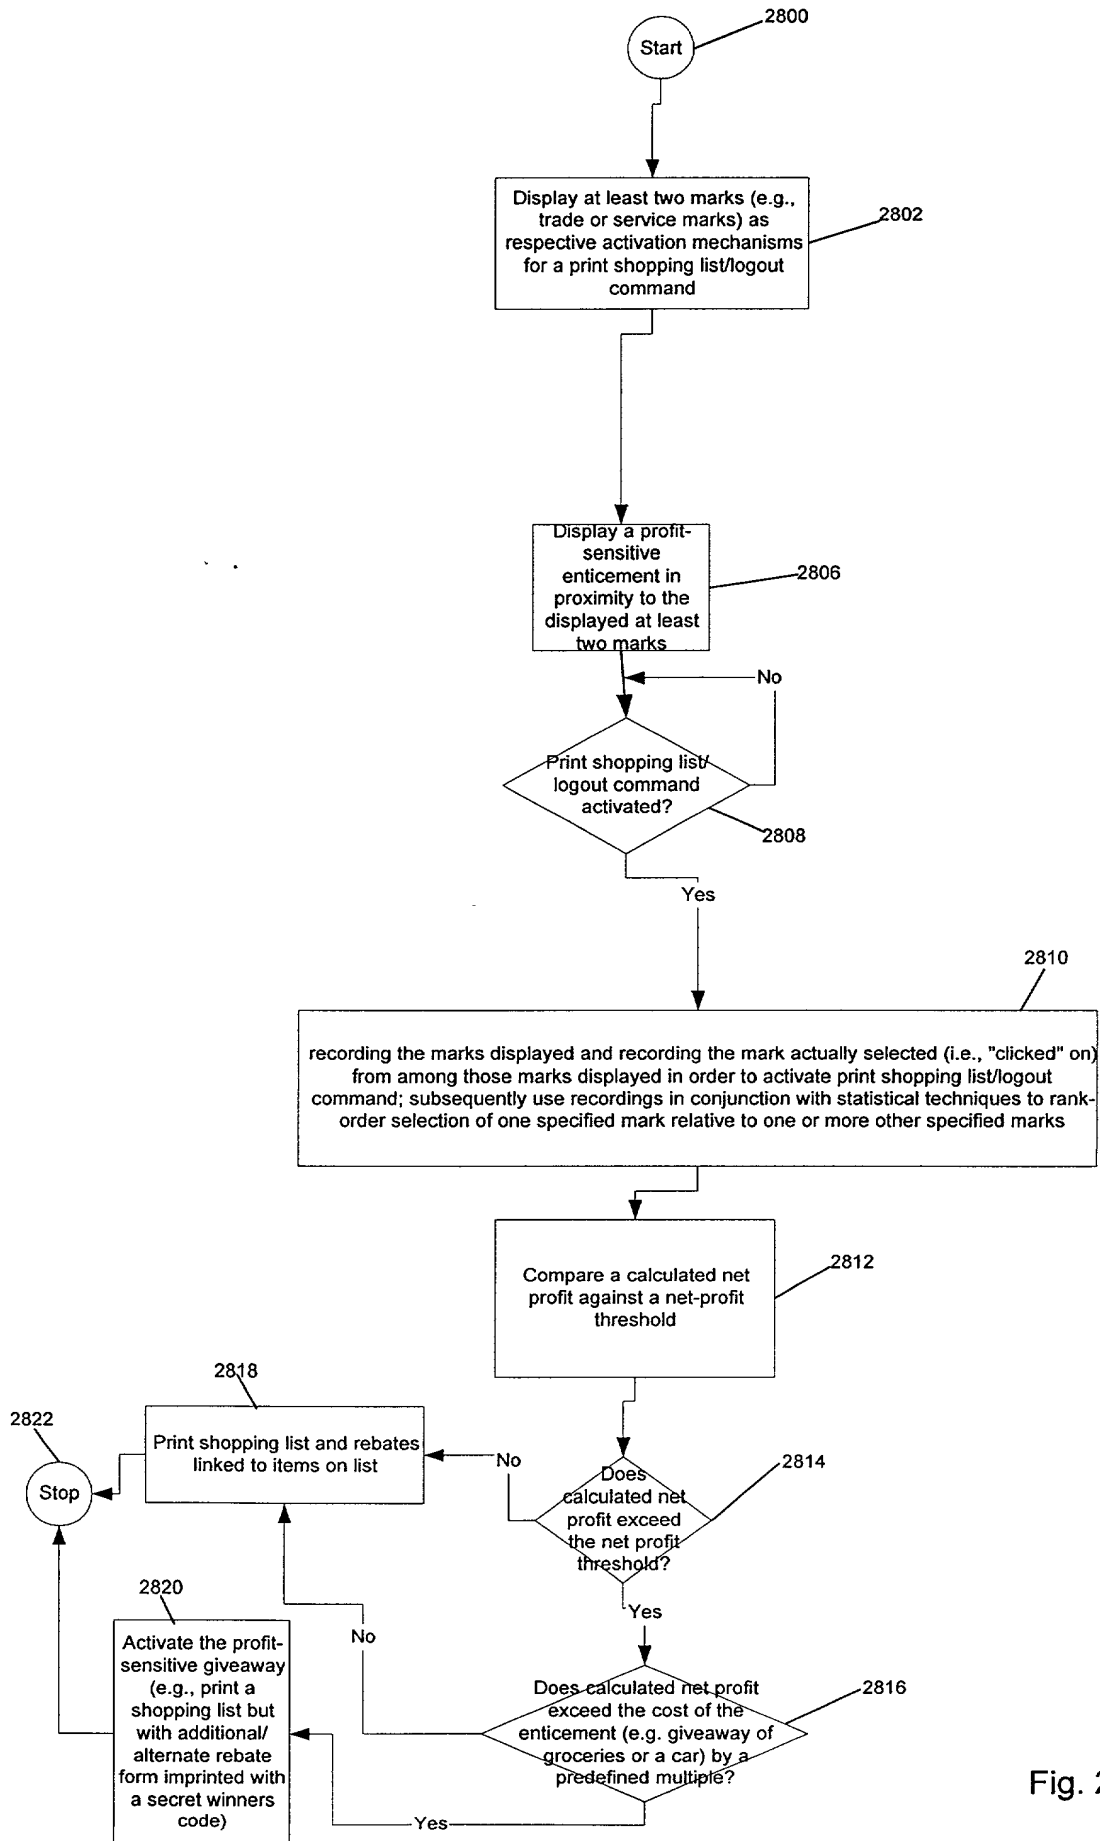 2800
Start
Display at least two marks (e.g.,
trade or service marks) as
respective activation mechanisms
for a print shopping list/logout
command
2802
Display a profit-
sensitive
enticement in
proximity to the
displayed at least
two marks
2806
No
Print shopping list/
logout command
activated?
2808
Yes
2810
recording the marks displayed and recording the mark actually selected (i.e., "clicked" on)
from among those marks displayed in order to activate print shopping list/logout
command; subsequently use recordings in conjunction with statistical techniques to rank-
order selection of one specified mark relative to one or more other specified marks
Compare a calculated net
profit against a net-profit
threshold
2812
2818
2822
Print shopping list and rebates
linked to items on list
Stop
No
Does
calculated net
profit exceed
the net profit
threshold?
2814
Yes
2820
Activate the profit-
sensitive giveaway
(e.g., print a
shopping list but
with additional/
alternate rebate
form imprinted with
a secret winners
code)
No
Does calculated net profit
exceed the cost of the
enticement (e.g. giveaway of
groceries or a car) by a
predefined multiple?
2816
Yes
Fig.